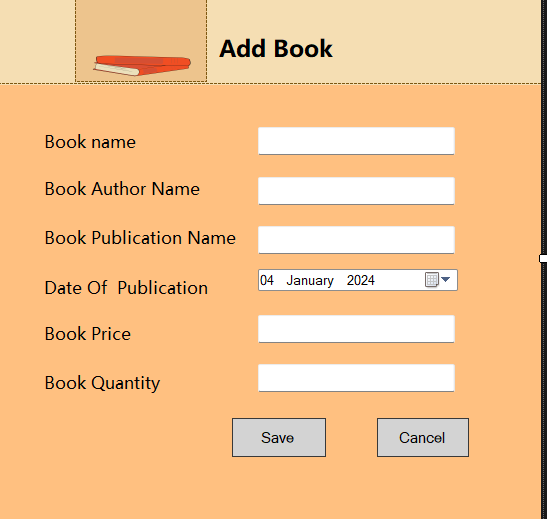 Add Book
Book name
Book Author Name
Book Publication Name
Date Of  Publication
04 January 2024
Book Price
Book Quantity
Save
Cancel